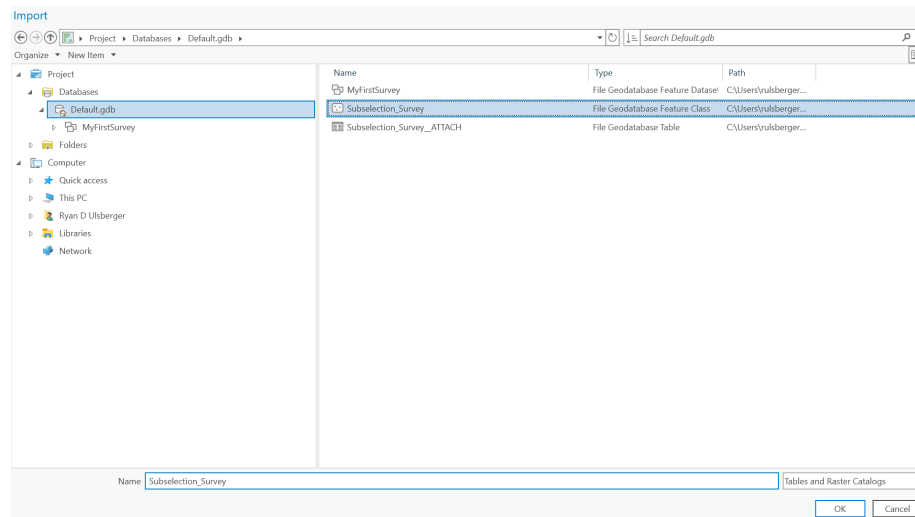 Import
Project Databases Default.gdb Search Default.gdb
Organize New Item
Project
Databases
Default.gdb
MyFirstSurvey
Folders
Computer
Quick access
This PC
Ryan D Ulsberger
Libraries
Network
Name Type Path
MyFirstSurvey File Geodatabase Feature Dataset C:\Users\rulsberger...
Subselection_Survey File Geodatabase Feature Class C:\Users\rulsberger...
Subselection_Survey__ATTACH File Geodatabase Table C:\Users\rulsberger...
Name Subselection_Survey Tables and Raster Catalogs
OK Cancel